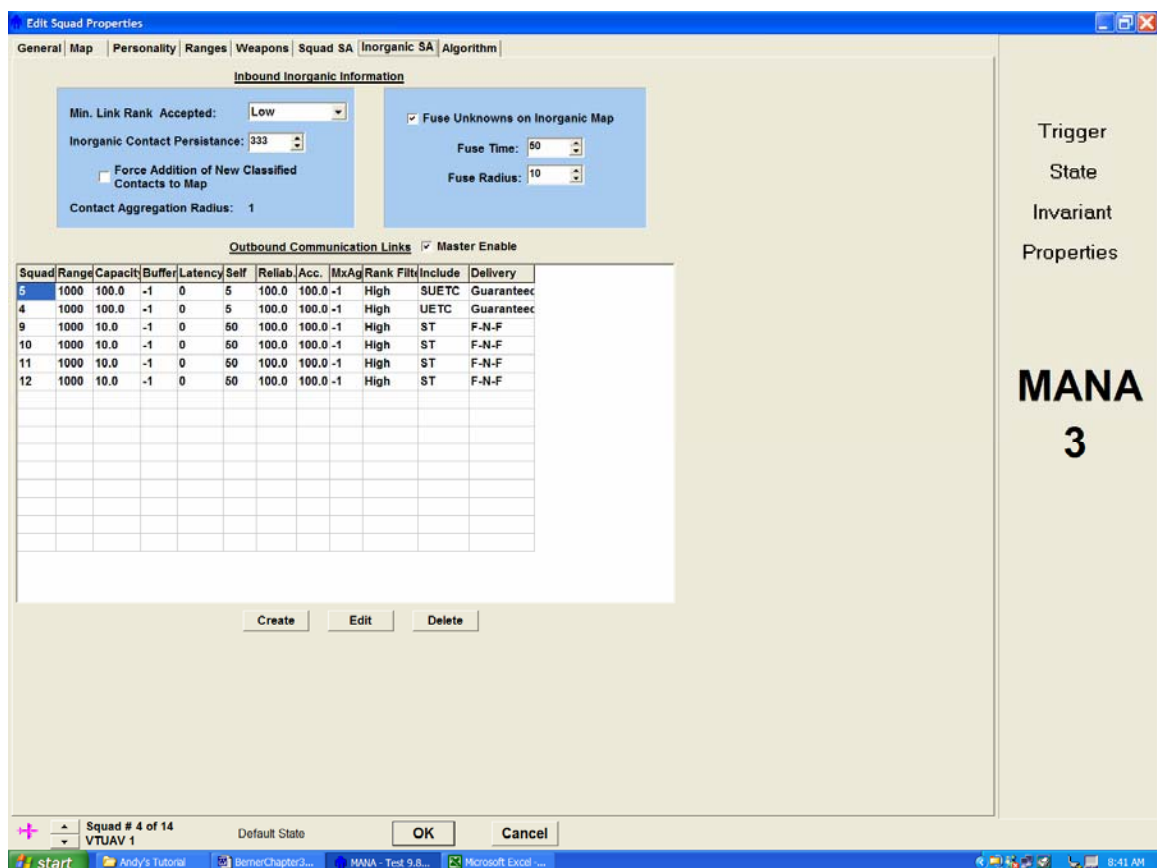 Edit Squad Properties
General Map Personality Ranges Weapons Squad SA Inorganic SA Algorithm
Inbound Inorganic Information
Min. Link Rank Accepted: Low
Inorganic Contact Persistance: 333
Force Addition of New Classified
Contacts to Map
Contact Aggregation Radius: 1
Fuse Unknowns on Inorganic Map
Fuse Time: 50
Fuse Radius: 10
Outbound Communication Links Master Enable
Squad Range Capacit Buffer Latency Self Reliab. Acc. MxAg Rank Filte Include Delivery
5 1000 100.0 -1 0 5 100.0 100.0 -1 High SUETC Guaranteed
4 1000 100.0 -1 0 5 100.0 100.0 -1 High UETC Guaranteed
9 1000 10.0 -1 0 50 100.0 100.0 -1 High ST F-N-F
10 1000 10.0 -1 0 50 100.0 100.0 -1 High ST F-N-F
11 1000 10.0 -1 0 50 100.0 100.0 -1 High ST F-N-F
12 1000 10.0 -1 0 50 100.0 100.0 -1 High ST F-N-F
Create Edit Delete
Trigger
State
Invariant
Properties
MANA
3
Squad # 4 of 14
VTUAV 1
Default State
OK Cancel
start Andy's Tutorial BernerChapter3... MANA - Test 9.8... Microsoft Excel -... 8:41 AM